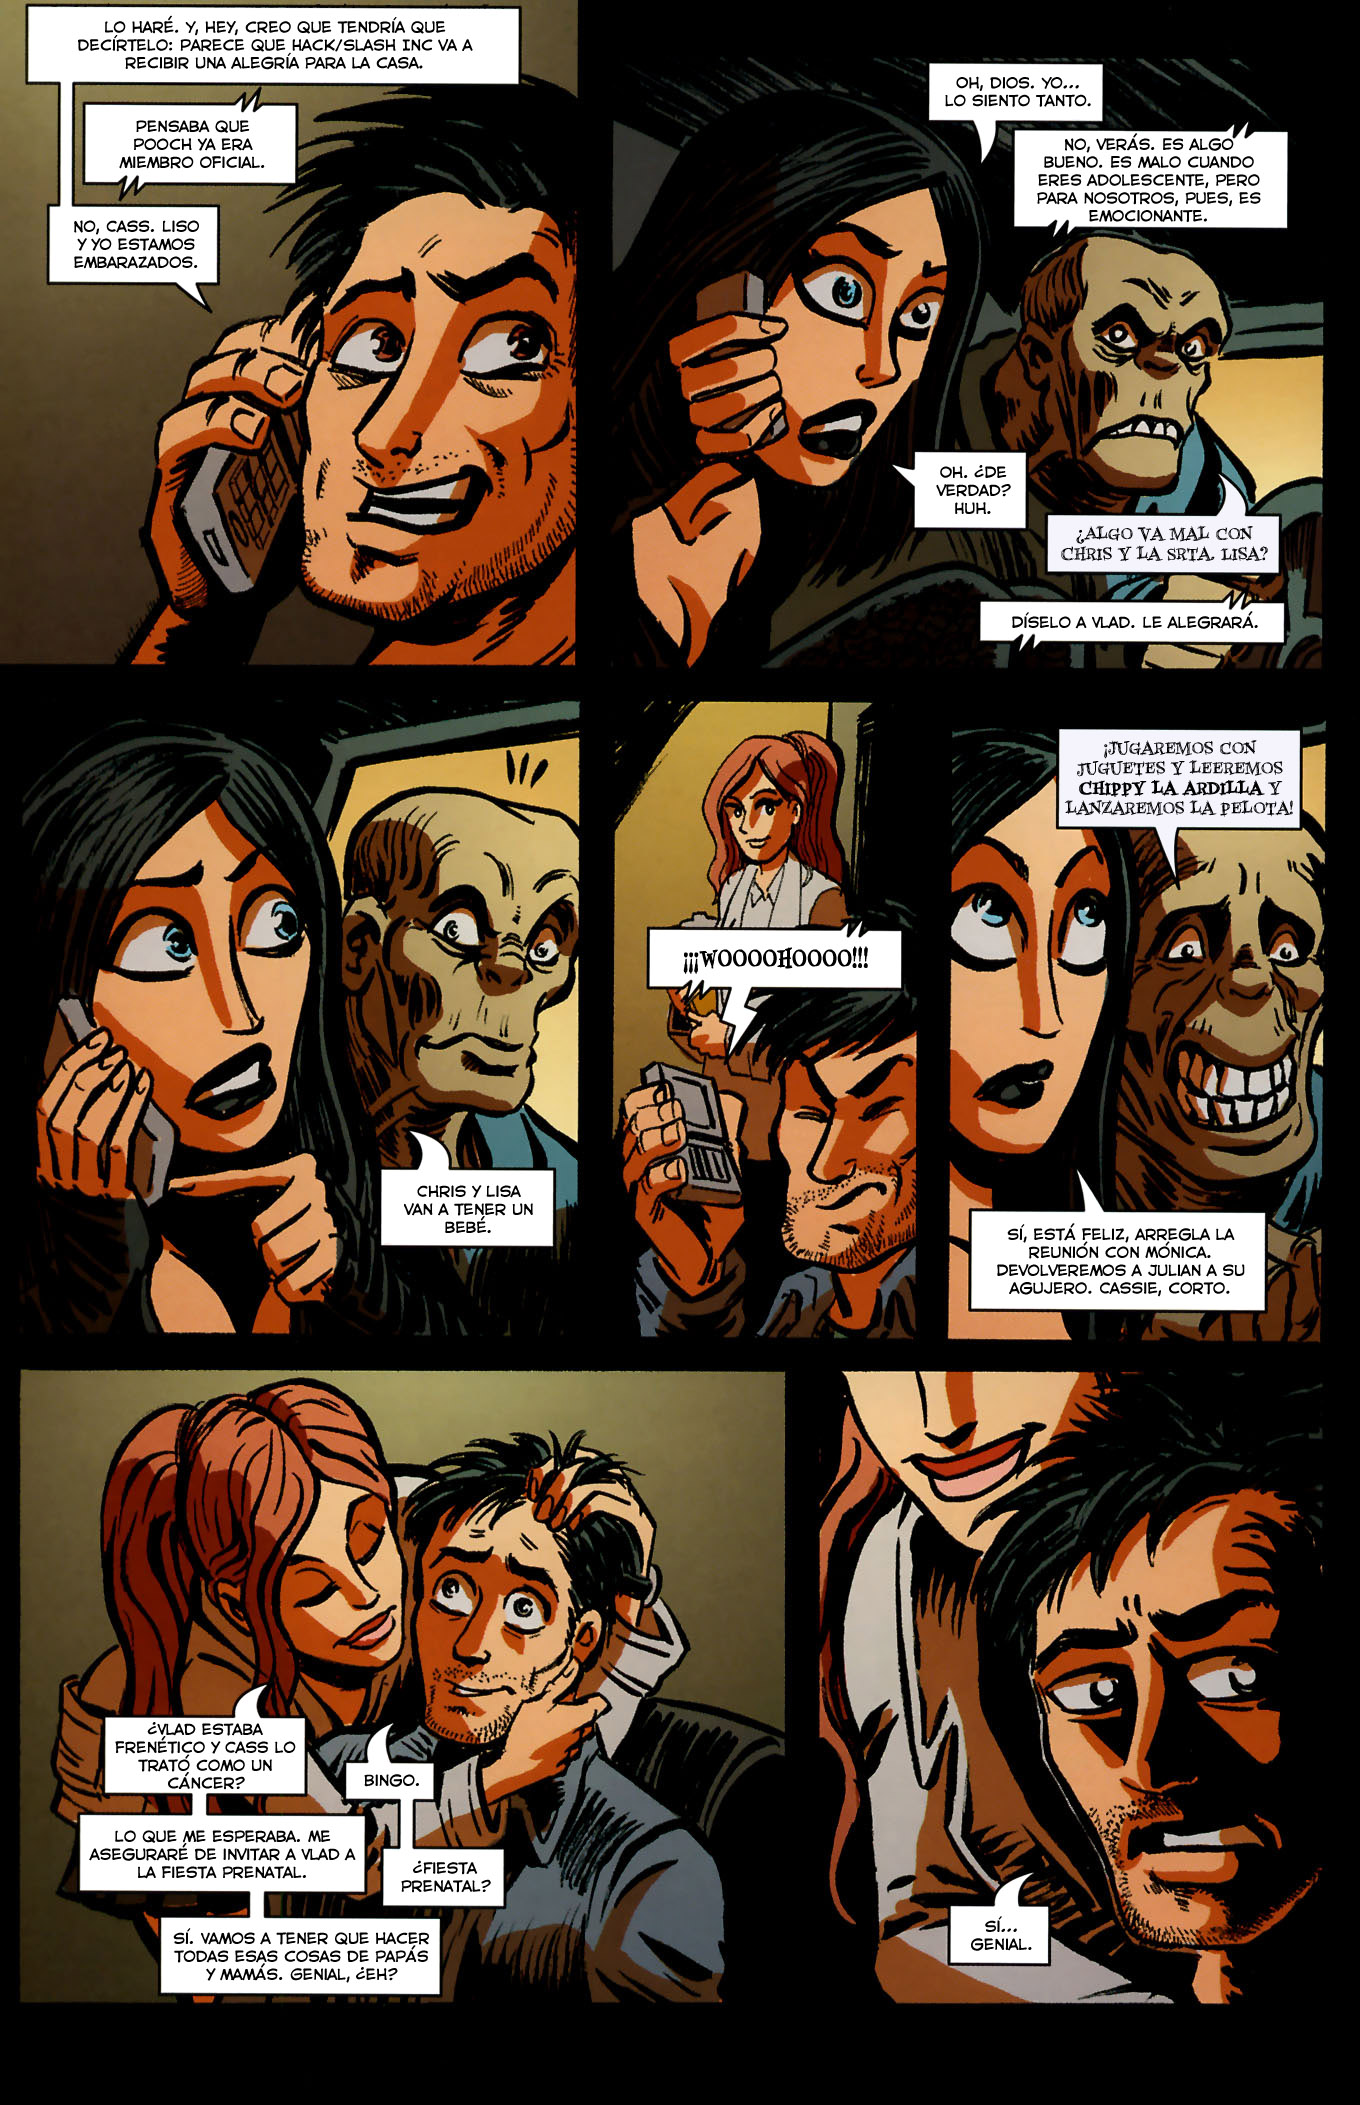 LO HARÉ. Y, HEY, CREO QUE TENDRÍA QUE
DECÍRTELO: PARECE QUE HACK/SLASH INC VA A
RECIBIR UNA ALEGRÍA PARA LA CASA.
PENSABA QUE
POOCH YA ERA
MIEMBRO OFICIAL.
NO, CASS. LISO
Y YO ESTAMOS
EMBARAZADOS.
OH, DIOS. YO...
LO SIENTO TANTO.
NO, VERÁS. ES ALGO
BUENO. ES MALO CUANDO
ERES ADOLESCENTE, PERO
PARA NOSOTROS, PUES, ES
EMOCIONANTE.
OH. ¿DE
VERDAD?
HUH.
¿ALGO VA MAL CON
CHRIS Y LA SRTA. LISA?
DÍSELO A VLAD. LE ALEGRARÁ.
CHRIS Y LISA
VAN A TENER UN
BEBÉ.
¡¡¡WOOOOHOOOO!!!
¡JUGAREMOS CON
JUGUETES Y LEEREMOS
CHIPPY LA ARDILLA Y
LANZAREMOS LA PELOTA!
SÍ, ESTÁ FELIZ, ARREGLA LA
REUNIÓN CON MÓNICA.
DEVOLVEREMOS A JULIAN A SU
AGUJERO. CASSIE, CORTO.
¿VLAD ESTABA
FRENÉTICO Y CASS LO
TRATÓ COMO UN
CÁNCER?
BINGO.
LO QUE ME ESPERABA. ME
ASEGURARÉ DE INVITAR A VLAD A
LA FIESTA PRENATAL.
¿FIESTA
PRENATAL?
SÍ. VAMOS A TENER QUE HACER
TODAS ESAS COSAS DE PAPÁS
Y MAMÁS. GENIAL, ¿EH?
SÍ...
GENIAL.